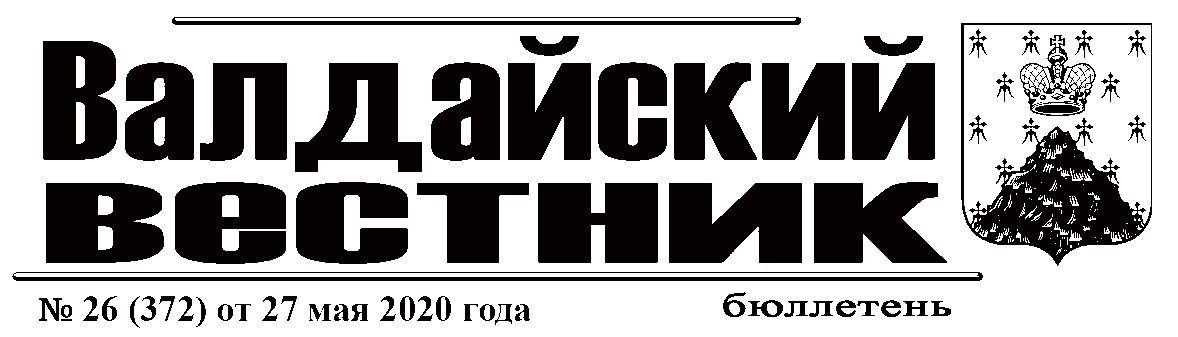 Валдайский
вестник
№ 26 (372) от 27 мая 2020 года
бюллетень